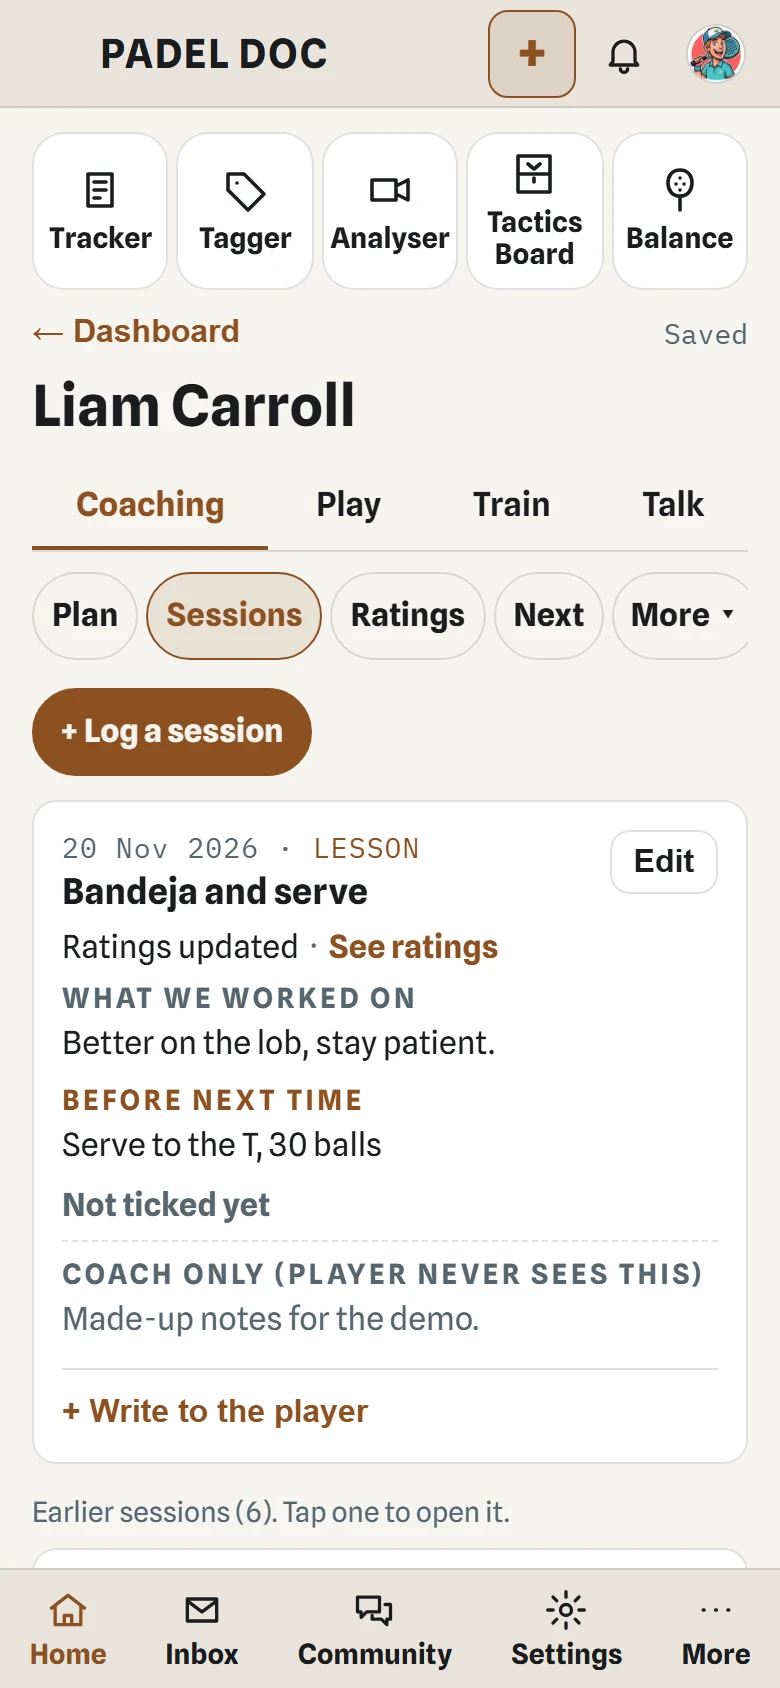 PADEL DOC
+
Tracker
Tagger
Analyser
Tactics
Board
Balance
← Dashboard
Saved
Liam Carroll
Coaching
Play
Train
Talk
Plan
Sessions
Ratings
Next
More ▾
+ Log a session
20 Nov 2026 · LESSON
Edit
Bandeja and serve
Ratings updated · See ratings
WHAT WE WORKED ON
Better on the lob, stay patient.
BEFORE NEXT TIME
Serve to the T, 30 balls
Not ticked yet
COACH ONLY (PLAYER NEVER SEES THIS)
Made-up notes for the demo.
+ Write to the player
Earlier sessions (6). Tap one to open it.
Home
Inbox
Community
Settings
More